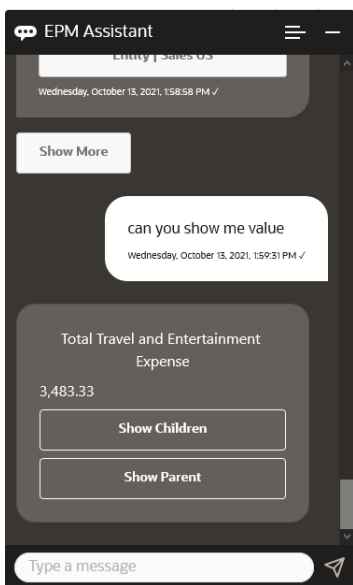 EPM Assistant
Entity | Sales US
Wednesday, October 13, 2021, 1:58:58 PM ✓
Show More
can you show me value
Wednesday, October 13, 2021, 1:59:31 PM ✓
Total Travel and Entertainment
Expense
3,483.33
Show Children
Show Parent
Type a message